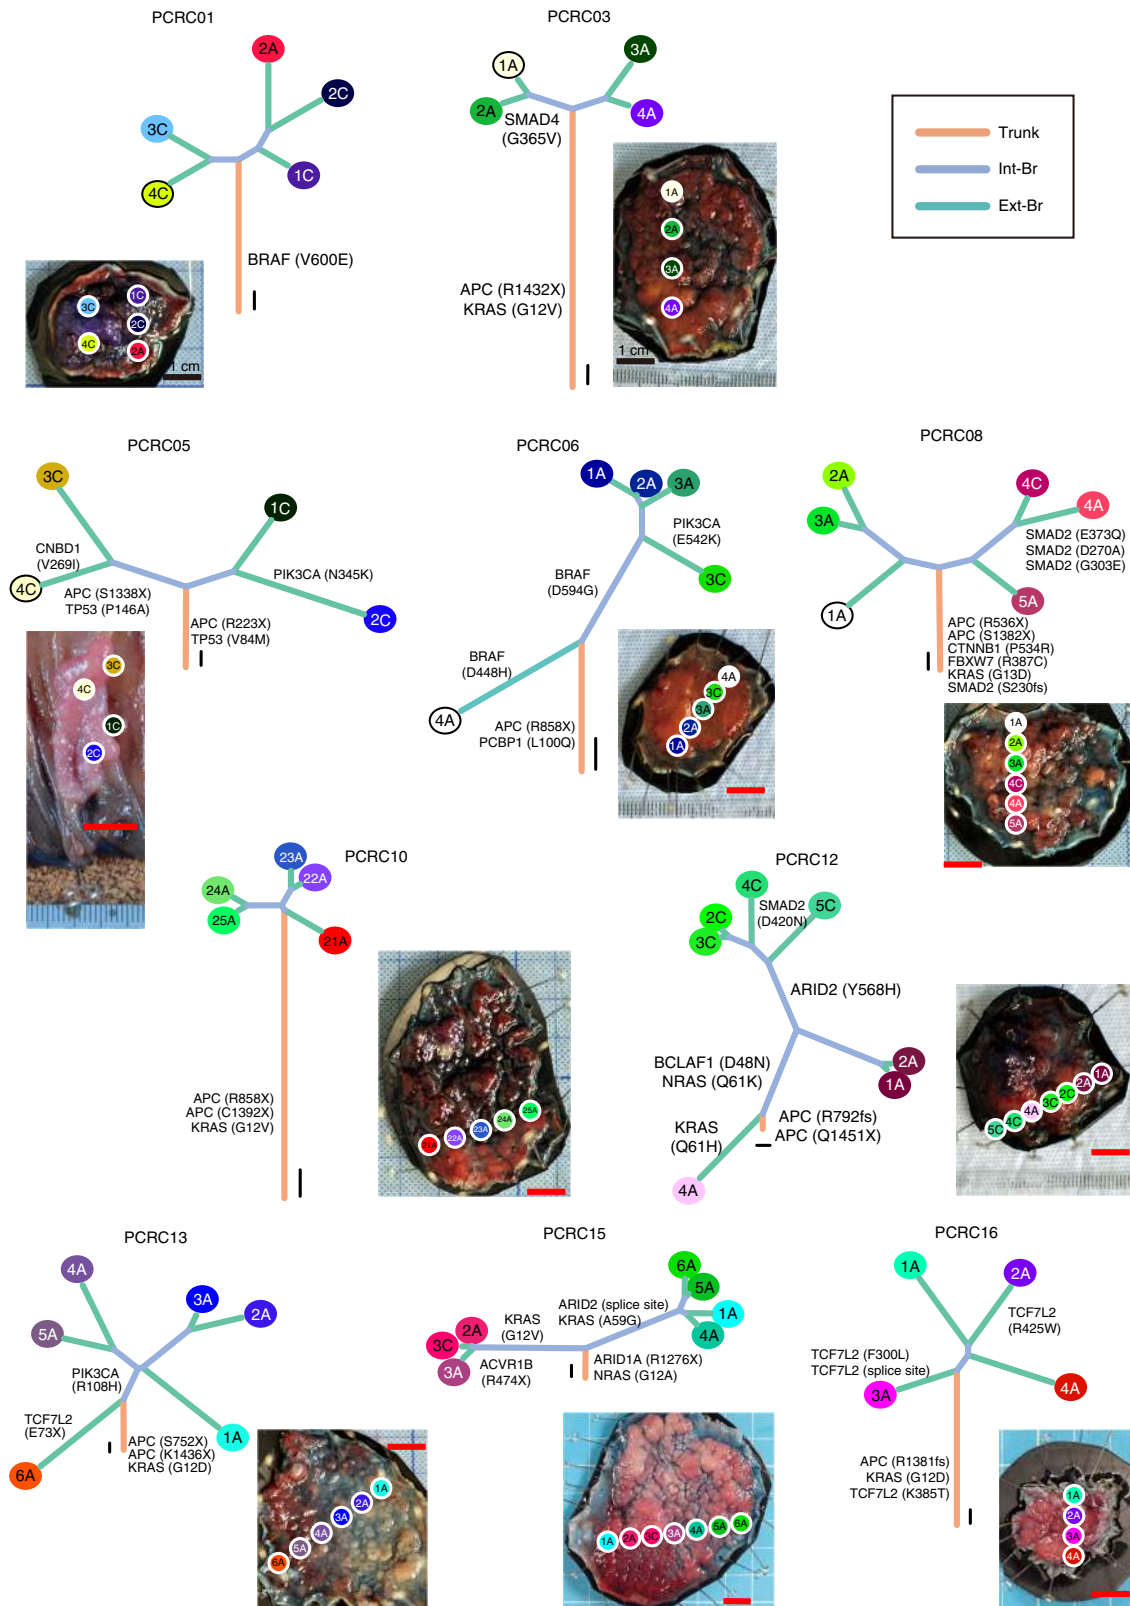 PCRC01
2A
2C
3C
1C
4C
BRAF (V600E)
3C
1C
2C
4C
2A
1 cm
PCRC03
1A
3A
2A
4A
SMAD4
(G365V)
APC (R1432X)
KRAS (G12V)
1A
2A
3A
4A
1 cm
Trunk
Int-Br
Ext-Br
PCRC05
3C
1C
CNBD1
(V269I)
4C
PIK3CA (N345K)
APC (S1338X)
TP53 (P146A)
2C
APC (R223X)
TP53 (V84M)
3C
4C
1C
2C
PCRC06
1A
2A
3A
PIK3CA
(E542K)
BRAF
(D594G)
3C
BRAF
(D448H)
4A
APC (R858X)
PCBP1 (L100Q)
4A
3C
3A
2A
1A
PCRC08
2A
4C
4A
3A
SMAD2 (E373Q)
SMAD2 (D270A)
SMAD2 (G303E)
1A
5A
APC (R536X)
APC (S1382X)
CTNNB1 (P534R)
FBXW7 (R387C)
KRAS (G13D)
SMAD2 (S230fs)
1A
2A
3A
4C
4A
5A
PCRC10
23A
22A
24A
25A
21A
APC (R858X)
APC (C1392X)
KRAS (G12V)
25A
24A
23A
22A
21A
PCRC12
4C
SMAD2
(D420N)
5C
2C
3C
ARID2 (Y568H)
BCLAF1 (D48N)
NRAS (Q61K)
2A
1A
APC (R792fs)
APC (Q1451X)
KRAS
(Q61H)
4A
1A
2A
2C
3C
4A
4C
5C
PCRC13
4A
3A
2A
5A
PIK3CA
(R108H)
TCF7L2
(E73X)
1A
6A
APC (S752X)
APC (K1436X)
KRAS (G12D)
1A
2A
3A
4A
5A
6A
PCRC15
6A
5A
ARID2 (splice site)
KRAS (A59G)
KRAS
(G12V)
1A
4A
2A
3C
3A
ACVR1B
(R474X)
ARID1A (R1276X)
NRAS (G12A)
1A
2A
3C
3A
4A
5A
6A
PCRC16
1A
2A
TCF7L2
(R425W)
TCF7L2 (F300L)
TCF7L2 (splice site)
3A
4A
APC (R1381fs)
KRAS (G12D)
TCF7L2 (K385T)
1A
2A
3A
4A